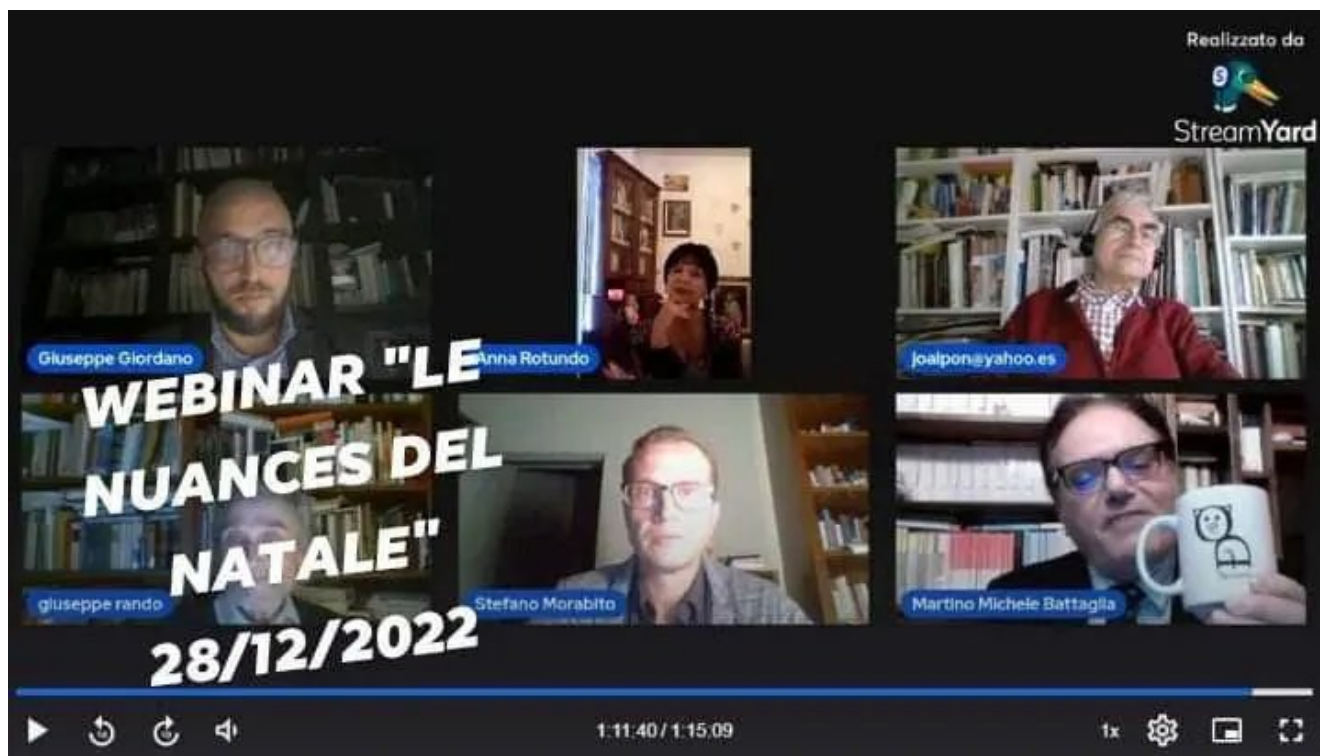 Realizzato da
StreamYard
Giuseppe Giordano
Anna Rotundo
joalpon@yahoo.es
WEBINAR "LE
NUANCES DEL
NATALE"
28/12/2022
giuseppe rando
Stefano Morabito
Martino Michele Battaglia
1:11:40 / 1:15:09
1x